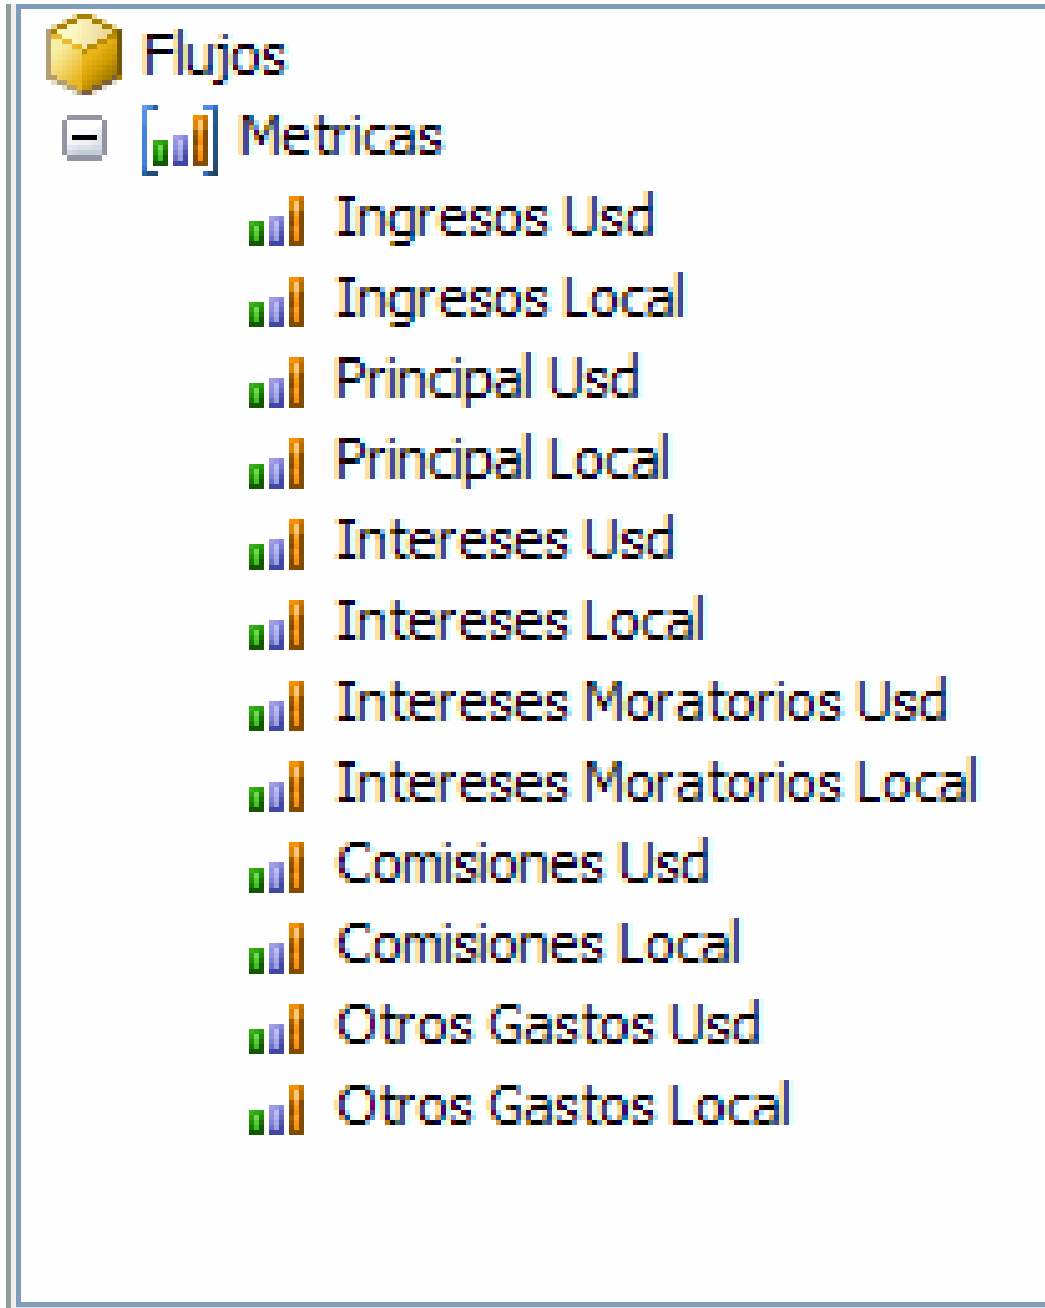 Flujos
Metricas
Ingresos Usd
Ingresos Local
Principal Usd
Principal Local
Intereses Usd
Intereses Local
Intereses Moratorios Usd
Intereses Moratorios Local
Comisiones Usd
Comisiones Local
Otros Gastos Usd
Otros Gastos Local